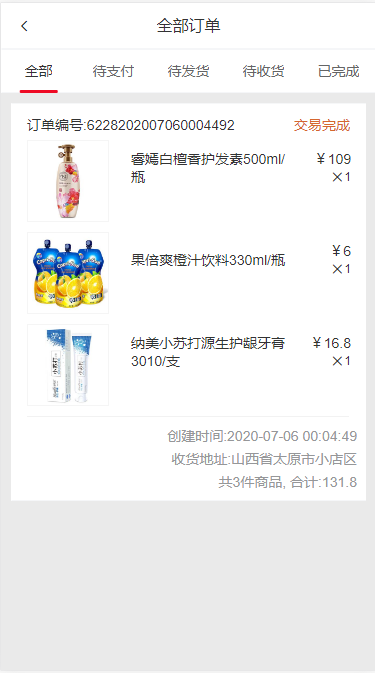 全部订单
全部 待支付 待发货 待收货 已完成
订单编号:6228202007060004492 交易完成
睿嫣白檀香护发素500ml/ ￥109
瓶 ×1
果倍爽橙汁饮料330ml/瓶 ￥6
×1
纳美小苏打源生护龈牙膏 ￥16.8
3010/支 ×1
创建时间:2020-07-06 00:04:49
收货地址:山西省太原市小店区
共3件商品, 合计:131.8